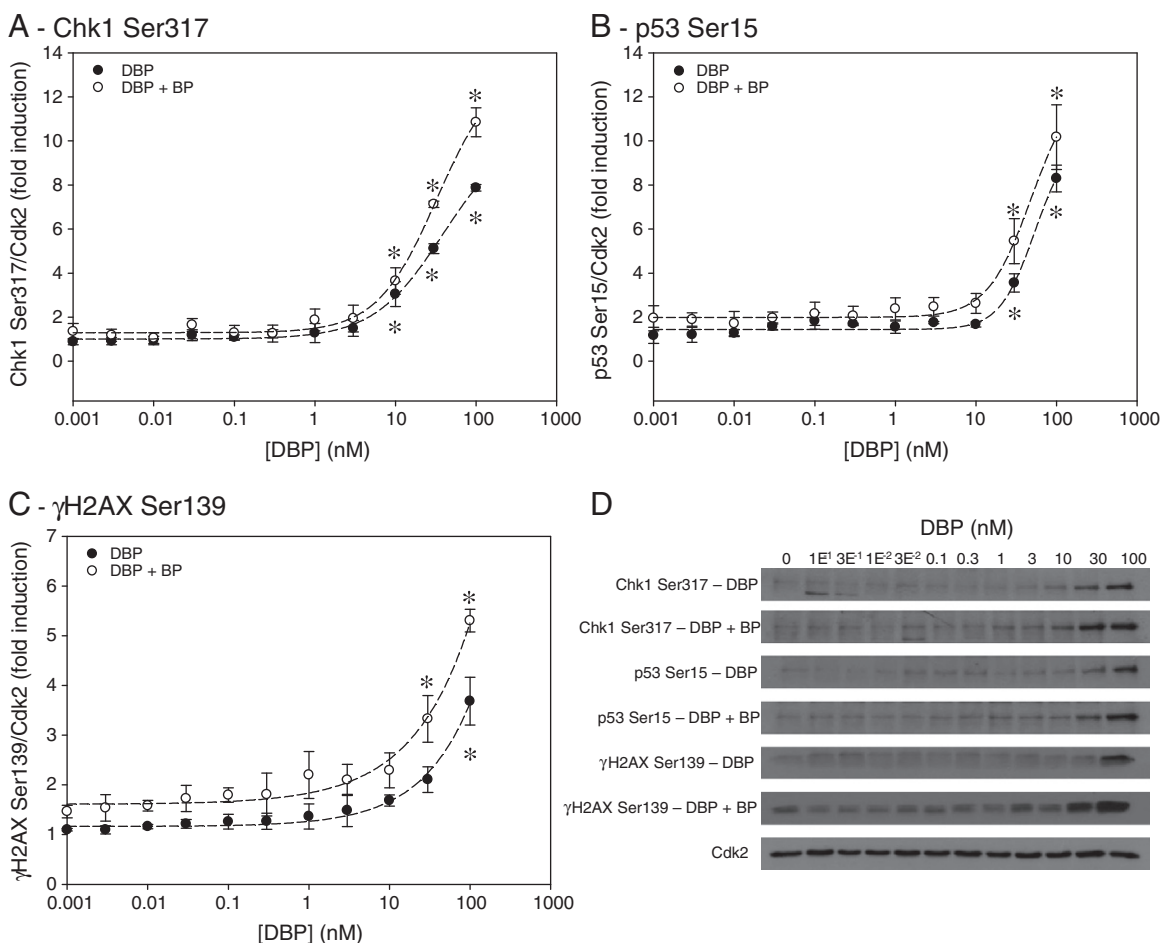 A - Chk1 Ser317
14
12
10
8
6
4
2
0
Chk1 Ser317/Cdk2 (fold induction)
DBP
DBP + BP
*
*
*
*
*
*
0.001 0.01 0.1 1 10 100 1000
[DBP] (nM)
B - p53 Ser15
14
12
10
8
6
4
2
0
p53 Ser15/Cdk2 (fold induction)
DBP
DBP + BP
*
*
*
*
0.001 0.01 0.1 1 10 100 1000
[DBP] (nM)
C - γH2AX Ser139
7
6
5
4
3
2
1
0
γH2AX Ser139/Cdk2 (fold induction)
DBP
DBP + BP
*
*
*
0.001 0.01 0.1 1 10 100 1000
[DBP] (nM)
D
DBP (nM)
0 1E¹ 3E⁻¹ 1E⁻² 3E⁻² 0.1 0.3 1 3 10 30 100
Chk1 Ser317 – DBP
Chk1 Ser317 – DBP + BP
p53 Ser15 – DBP
p53 Ser15 – DBP + BP
γH2AX Ser139 – DBP
γH2AX Ser139 – DBP + BP
Cdk2